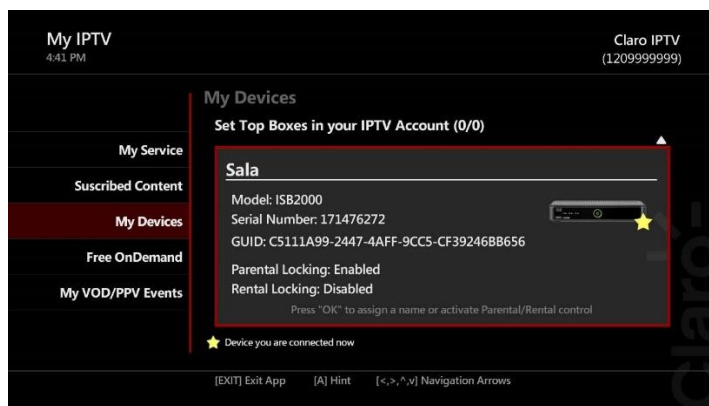 My IPTV
4:41 PM
Claro IPTV
(1209999999)
My Service
Suscribed Content
My Devices
Free OnDemand
My VOD/PPV Events
My Devices
Set Top Boxes in your IPTV Account (0/0)
Sala
Model: ISB2000
Serial Number: 171476272
GUID: C5111A99-2447-4AFF-9CC5-CF39246BB656
Parental Locking: Enabled
Rental Locking: Disabled
Press "OK" to assign a name or activate Parental/Rental control
Device you are connected now
[EXIT] Exit App [A] Hint [<,>,^,v] Navigation Arrows
Claro-